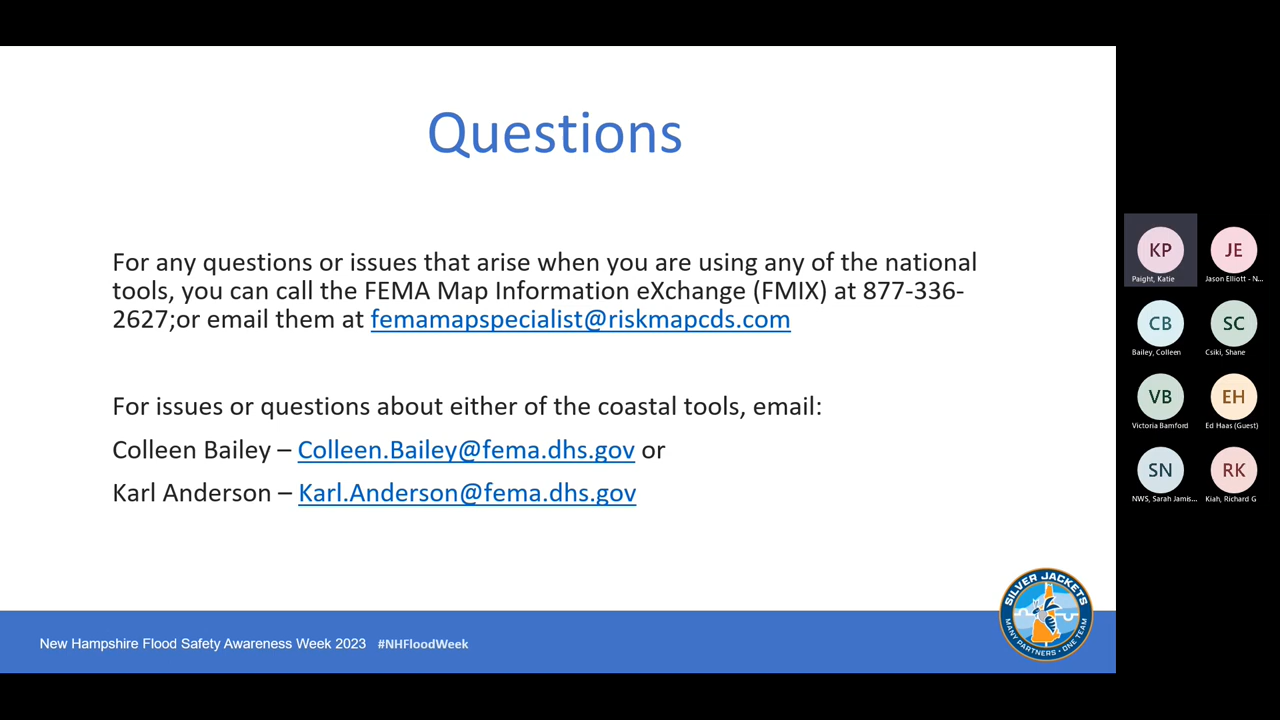 Questions
For any questions or issues that arise when you are using any of the national
tools, you can call the FEMA Map Information eXchange (FMIX) at 877-336-
2627;or email them at femamapspecialist@riskmapcds.com
For issues or questions about either of the coastal tools, email:
Colleen Bailey – Colleen.Bailey@fema.dhs.gov or
Karl Anderson – Karl.Anderson@fema.dhs.gov
New Hampshire Flood Safety Awareness Week 2023 #NHFloodWeek
SILVER JACKETS
MANY PARTNERS • ONE TEAM
KP
Paight, Katie
JE
Jason Elliott - N...
CB
Bailey, Colleen
SC
Csiki, Shane
VB
Victoria Bamford
EH
Ed Haas (Guest)
SN
NWS, Sarah Jamis...
RK
Kiah, Richard G